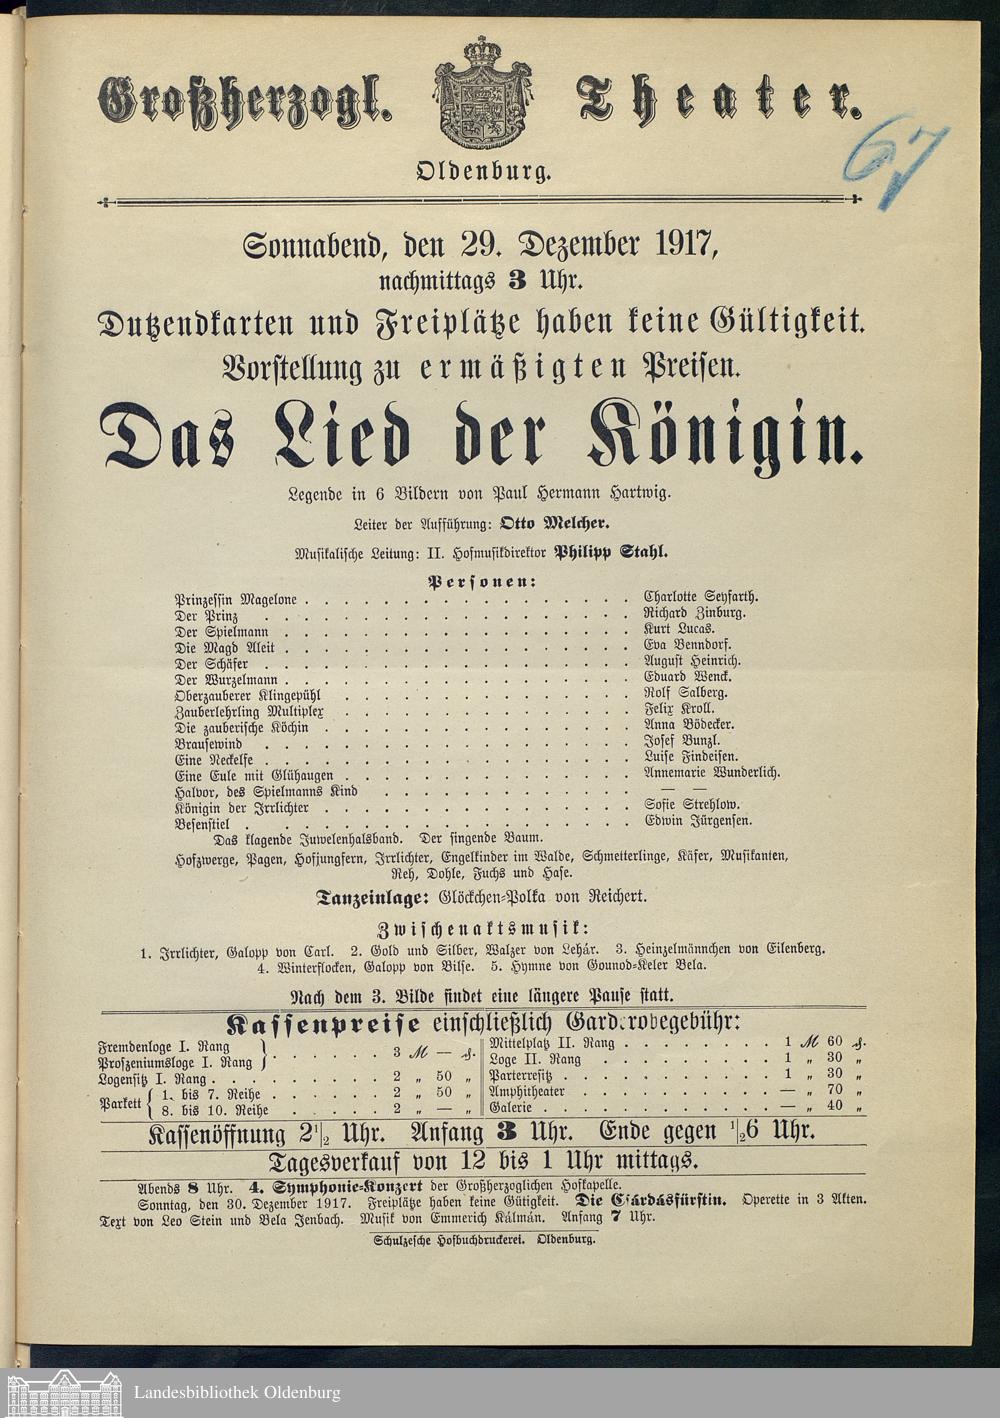 Großherzogl. Theater.
Oldenburg.
67
Sonnabend, den 29. Dezember 1917,
nachmittags 3 Uhr.
Dutzendkarten und Freiplätze haben keine Gültigkeit.
Vorstellung zu ermäßigten Preisen.
Das Lied der Königin.
Legende in 6 Bildern von Paul Hermann Hartwig.
Leiter der Aufführung: Otto Melcher.
Musikalische Leitung: II. Hofmusikdirektor Philipp Stahl.
Personen:
Prinzessin Magelone . . . . . . . . . . . . . . . . . Charlotte Seyfarth.
Der Prinz . . . . . . . . . . . . . . . . . . . Richard Zinburg.
Der Spielmann . . . . . . . . . . . . . . . . . . Kurt Lucas.
Die Magd Aleit . . . . . . . . . . . . . . . . . . Eva Benndorf.
Der Schäfer . . . . . . . . . . . . . . . . . . . August Heinrich.
Der Wurzelmann . . . . . . . . . . . . . . . . . . Eduard Wenck.
Oberzauberer Klingepühl . . . . . . . . . . . . . . . Rolf Salberg.
Zauberlehrling Multiplex . . . . . . . . . . . . . . . Felix Kroll.
Die zauberische Köchin . . . . . . . . . . . . . . . . Anna Bödecker.
Brausewind . . . . . . . . . . . . . . . . . . . Josef Bunzl.
Eine Neckelfe . . . . . . . . . . . . . . . . . . . Luise Findeisen.
Eine Eule mit Glühaugen . . . . . . . . . . . . . . . Annemarie Wunderlich.
Halvor, des Spielmanns Kind . . . . . . . . . . . . . — —
Königin der Irrlichter . . . . . . . . . . . . . . . . Sofie Strehlow.
Besenstiel . . . . . . . . . . . . . . . . . . . . Edwin Jürgensen.
Das klagende Juwelenhalsband. Der singende Baum.
Hofzwerge, Pagen, Hofjungfern, Irrlichter, Engelkinder im Walde, Schmetterlinge, Käfer, Musikanten,
Reh, Dohle, Fuchs und Hase.
Tanzeinlage: Glöckchen-Polka von Reichert.
Zwischenaktsmusik:
1. Irrlichter, Galopp von Carl. 2. Gold und Silber, Walzer von Lehár. 3. Heinzelmännchen von Eilenberg.
4. Winterflocken, Galopp von Bilse. 5. Hymne von Gounod-Keler Bela.
Nach dem 3. Bilde findet eine längere Pause statt.
Kassenpreise einschließlich Garderobegebühr:
Fremdenloge I. Rang
Proszeniumsloge I. Rang } . . . . . . 3 ℳ — ₰.
Logensitz I. Rang . . . . . . . . . 2 „ 50 „
Parkett { 1. bis 7. Reihe . . . . . . 2 „ 50 „
8. bis 10. Reihe . . . . . 2 „ — „
Mittelplatz II. Rang . . . . . . . . 1 ℳ 60 ₰.
Loge II. Rang . . . . . . . . . . 1 „ 30 „
Parterresitz . . . . . . . . . . . 1 „ 30 „
Amphitheater . . . . . . . . . . — „ 70 „
Galerie . . . . . . . . . . . . — „ 40 „
Kassenöffnung 2½ Uhr. Anfang 3 Uhr. Ende gegen ½6 Uhr.
Tagesverkauf von 12 bis 1 Uhr mittags.
Abends 8 Uhr. 4. Symphonie-Konzert der Großherzoglichen Hofkapelle.
Sonntag, den 30. Dezember 1917. Freiplätze haben keine Gütigkeit. Die Csárdásfürstin. Operette in 3 Akten.
Text von Leo Stein und Bela Jenbach. Musik von Emmerich Kálmán. Anfang 7 Uhr.
Schulzesche Hofbuchdruckerei. Oldenburg.
Landesbibliothek Oldenburg